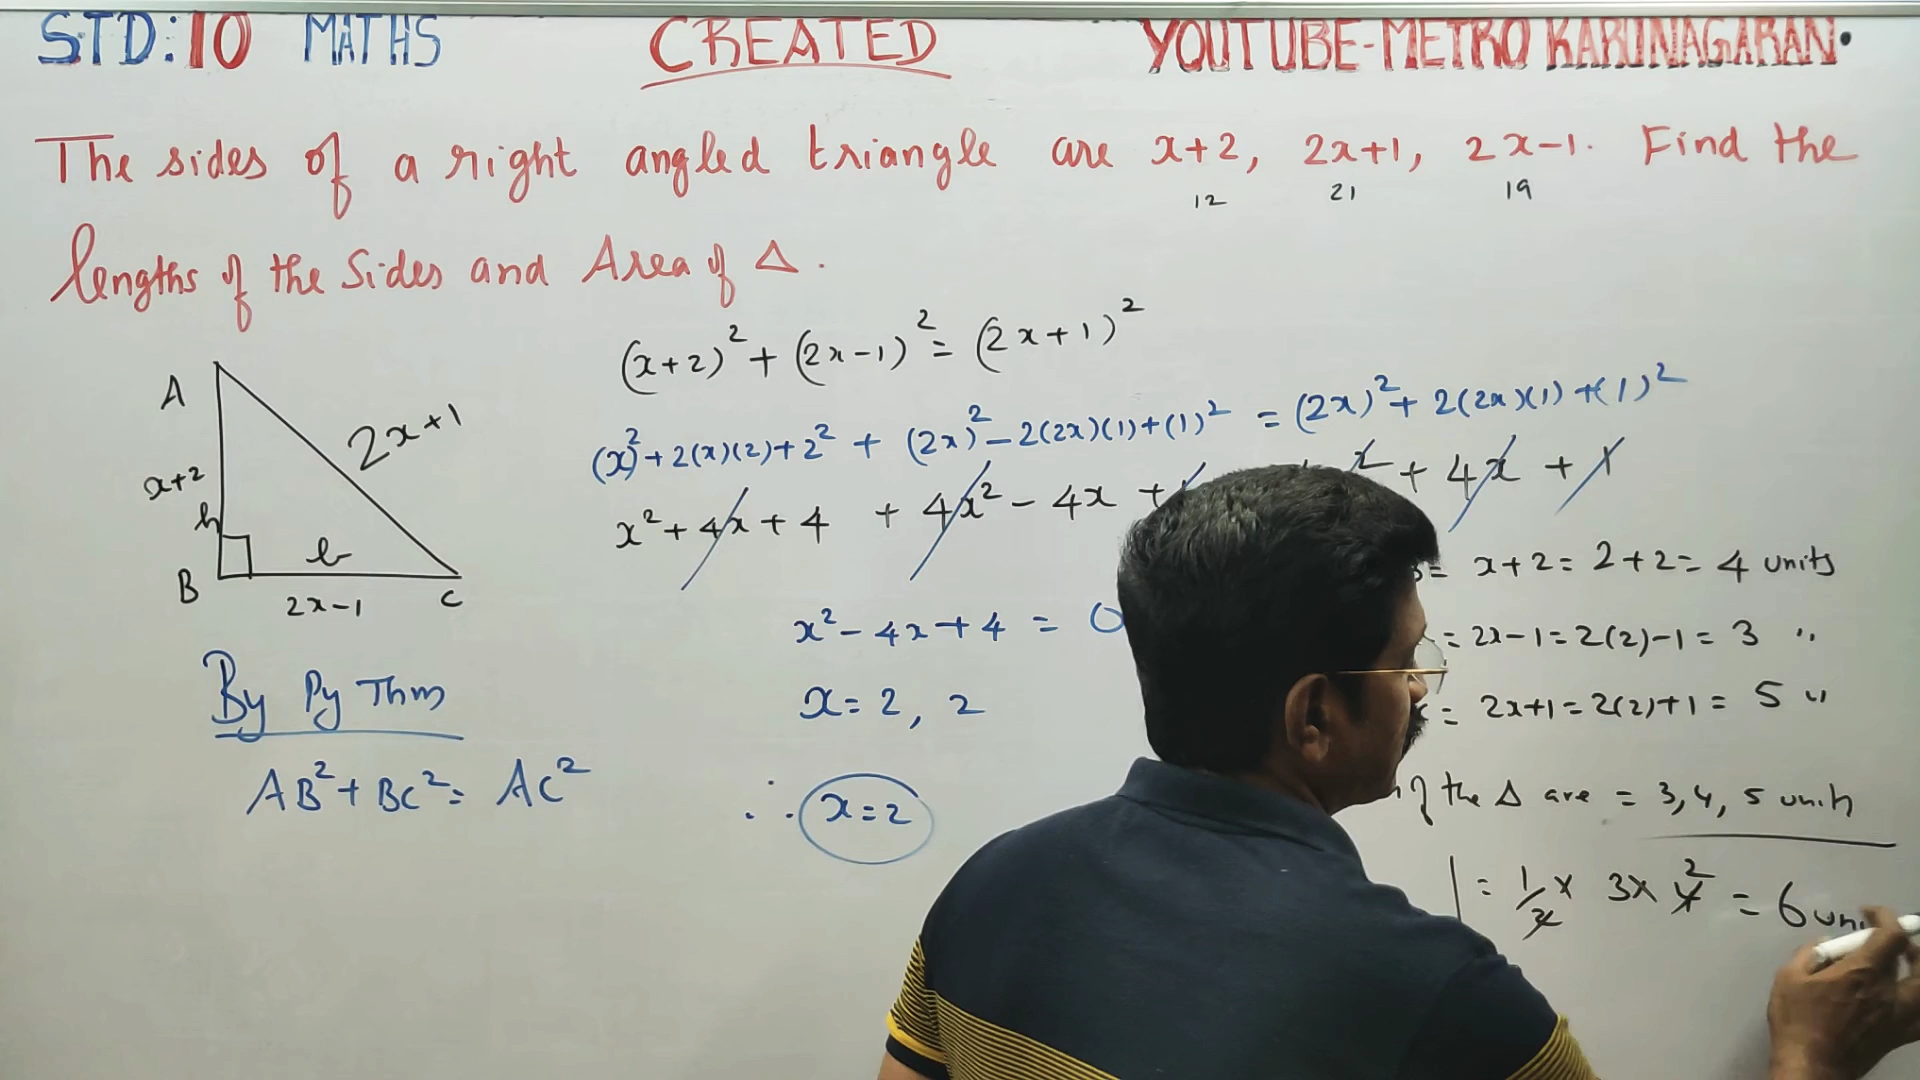 STD:10 MATHS CREATED YOUTUBE-METRO KARUNAGARAN.
The sides of a right angled triangle are x+2, 2x+1, 2x-1. Find the
12 21 19
lengths of the Sides and Area of Δ.
(x+2)² + (2x-1)² = (2x+1)²
(x)² + 2(x)(2) + 2² + (2x)² - 2(2x)(1) + (1)² = (2x)² + 2(2x)(1) + (1)²
x² + 4x + 4 + 4x² - 4x + + 4x + 1
A
2x+1
x+2
h
b
B
2x-1
C
x² - 4x + 4 = 0
x = 2, 2
∴ x = 2
By Py Thm
AB² + BC² = AC²
= x+2 = 2+2 = 4 units
= 2x-1 = 2(2)-1 = 3 "
= 2x+1 = 2(2)+1 = 5 "
of the Δ are = 3, 4, 5 units
= 1/2 x 3 x 4 2 = 6